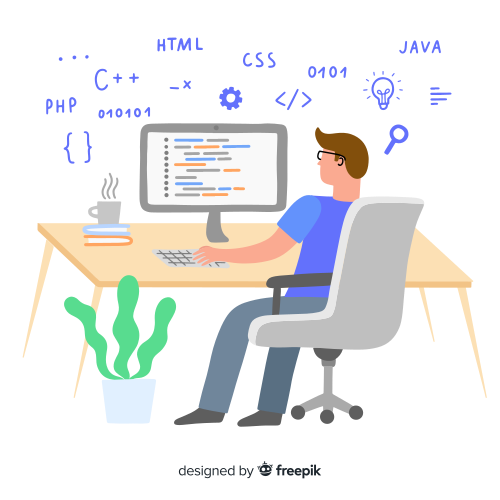 HTML
JAVA
CSS
C++
0101
</>
PHP
010101
{ }
designed by freepik